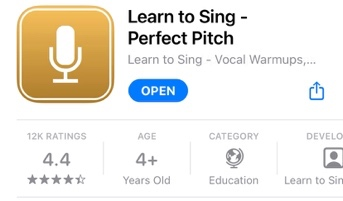 Learn to Sing -
Perfect Pitch
Learn to Sing - Vocal Warmups,...
OPEN
12K RATINGS
AGE
CATEGORY
DEVELO
4.4
4+
Years Old
Education
Learn to Sin